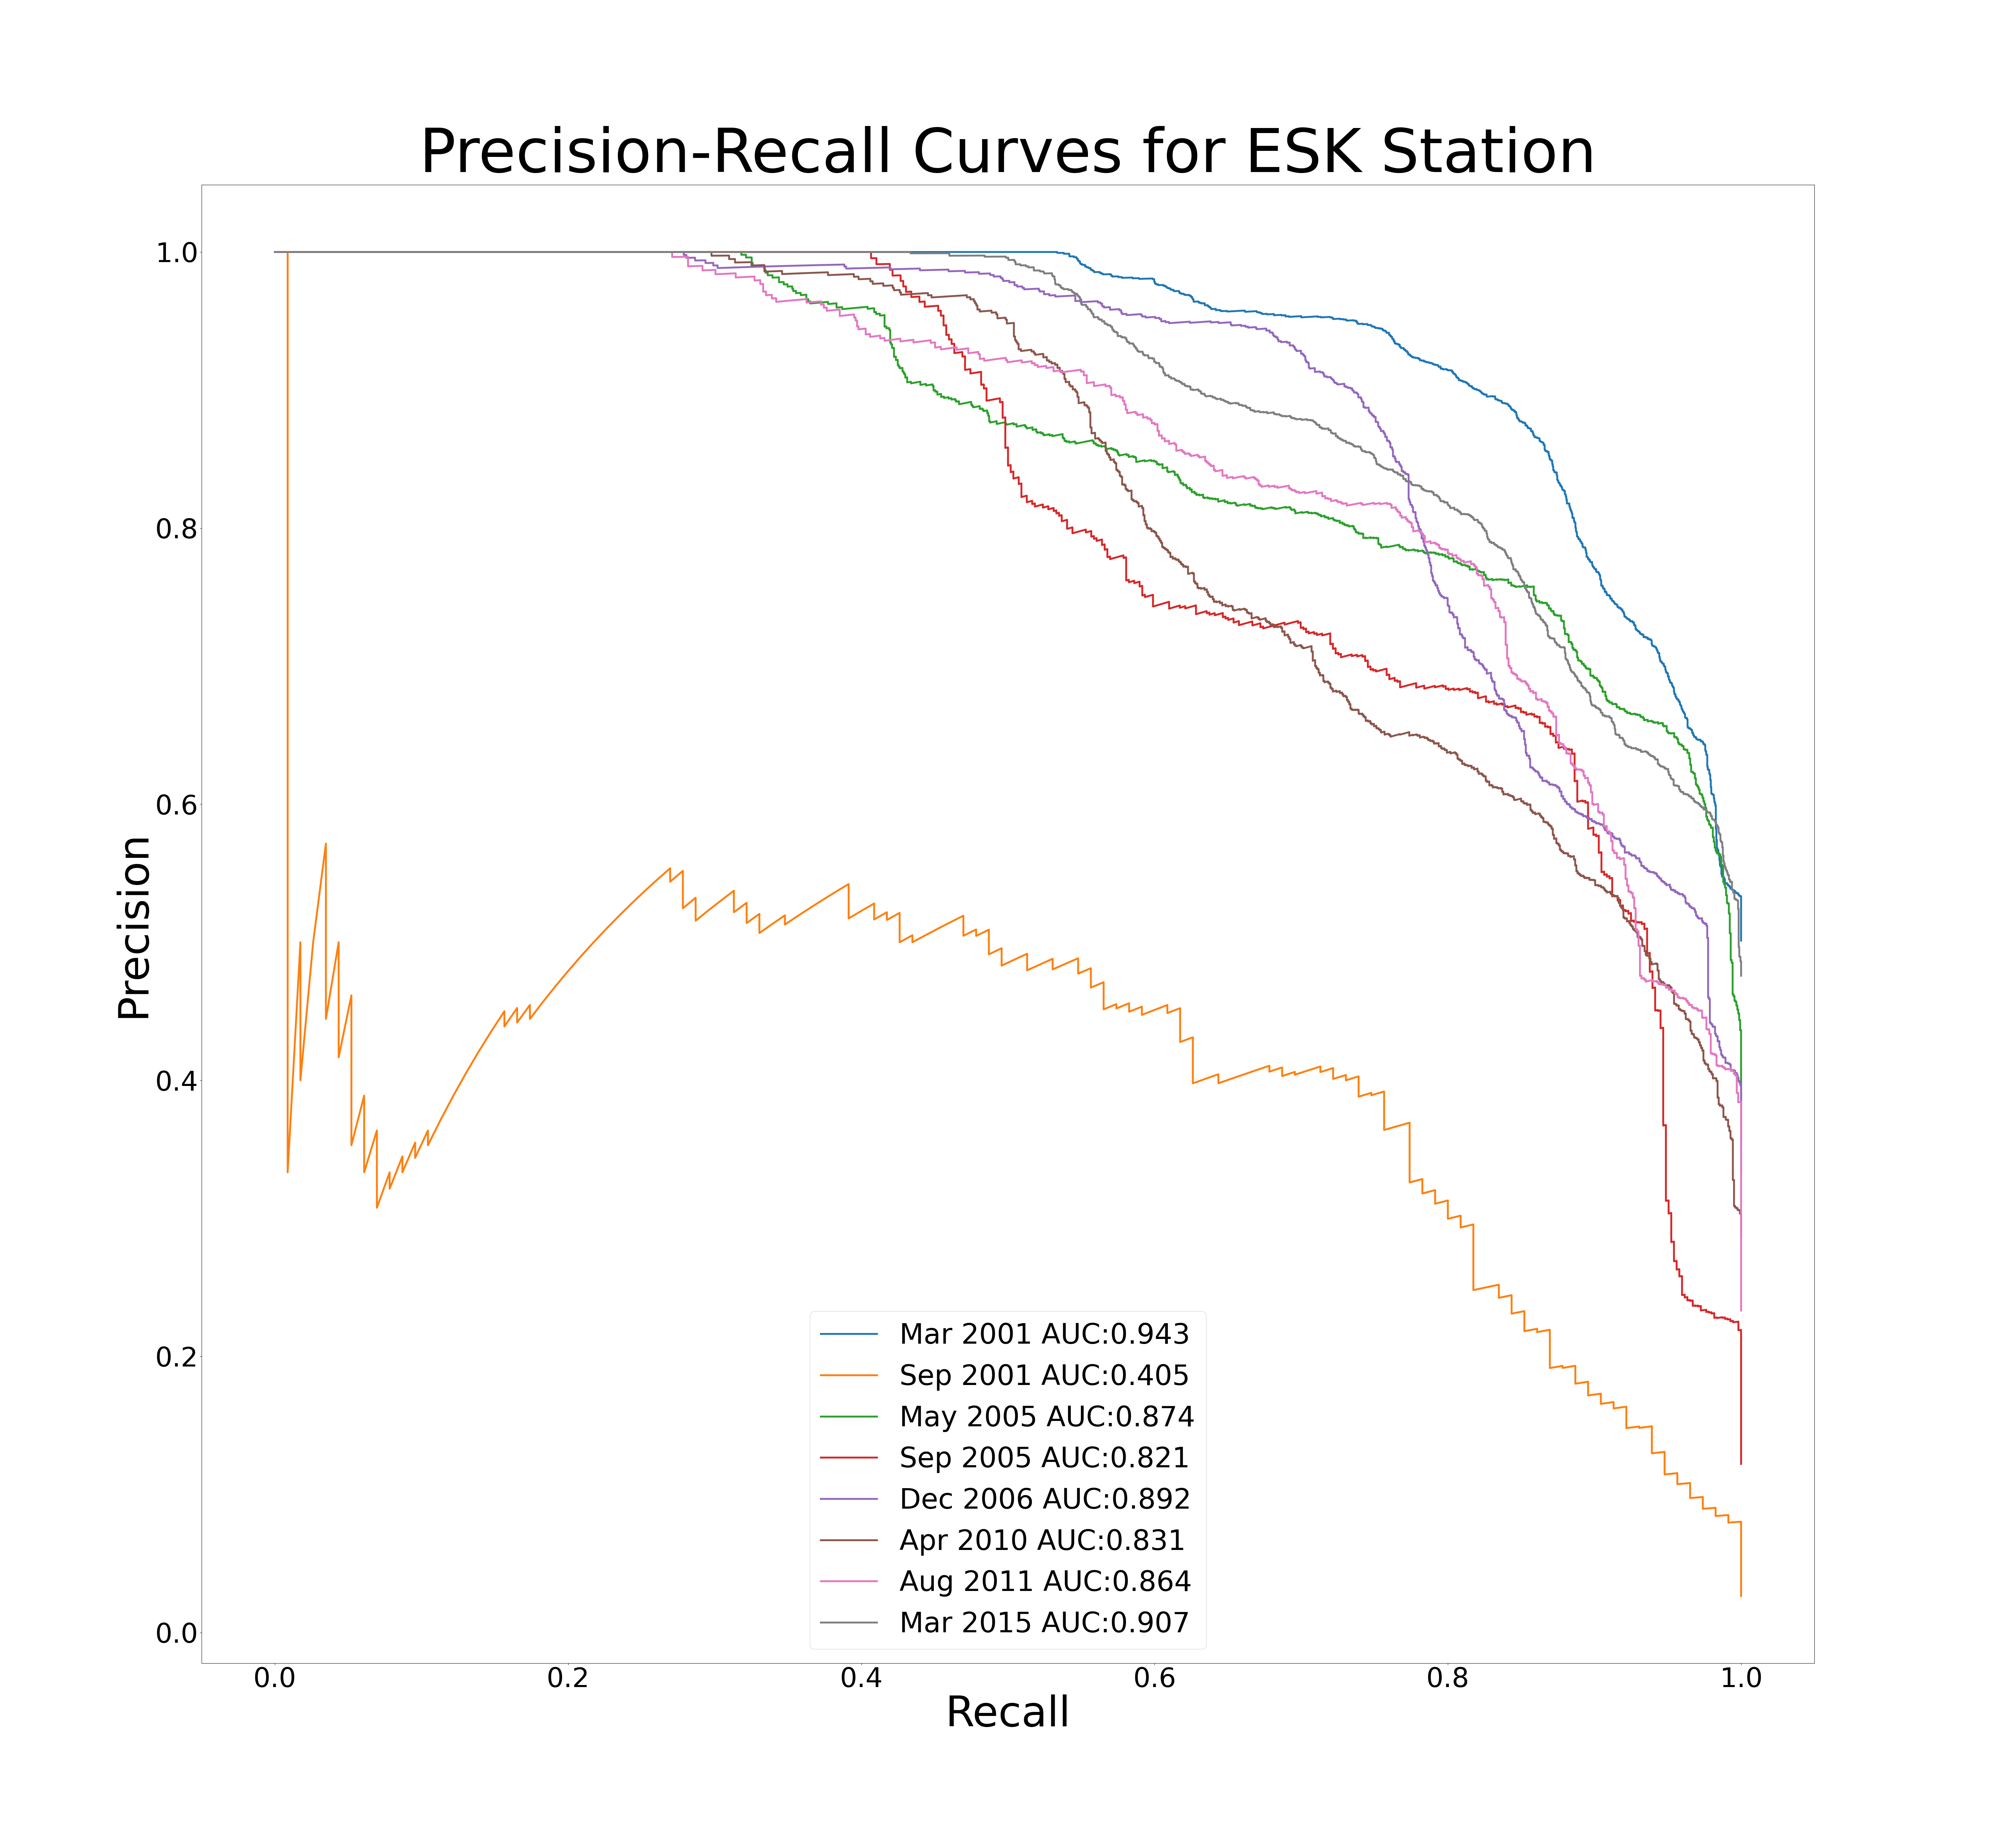 Precision-Recall Curves for ESK Station
1.0
0.8
0.6
0.4
0.2
0.0
Precision
Mar 2001 AUC:0.943
Sep 2001 AUC:0.405
May 2005 AUC:0.874
Sep 2005 AUC:0.821
Dec 2006 AUC:0.892
Apr 2010 AUC:0.831
Aug 2011 AUC:0.864
Mar 2015 AUC:0.907
0.0 0.2 0.4 0.6 0.8 1.0
Recall